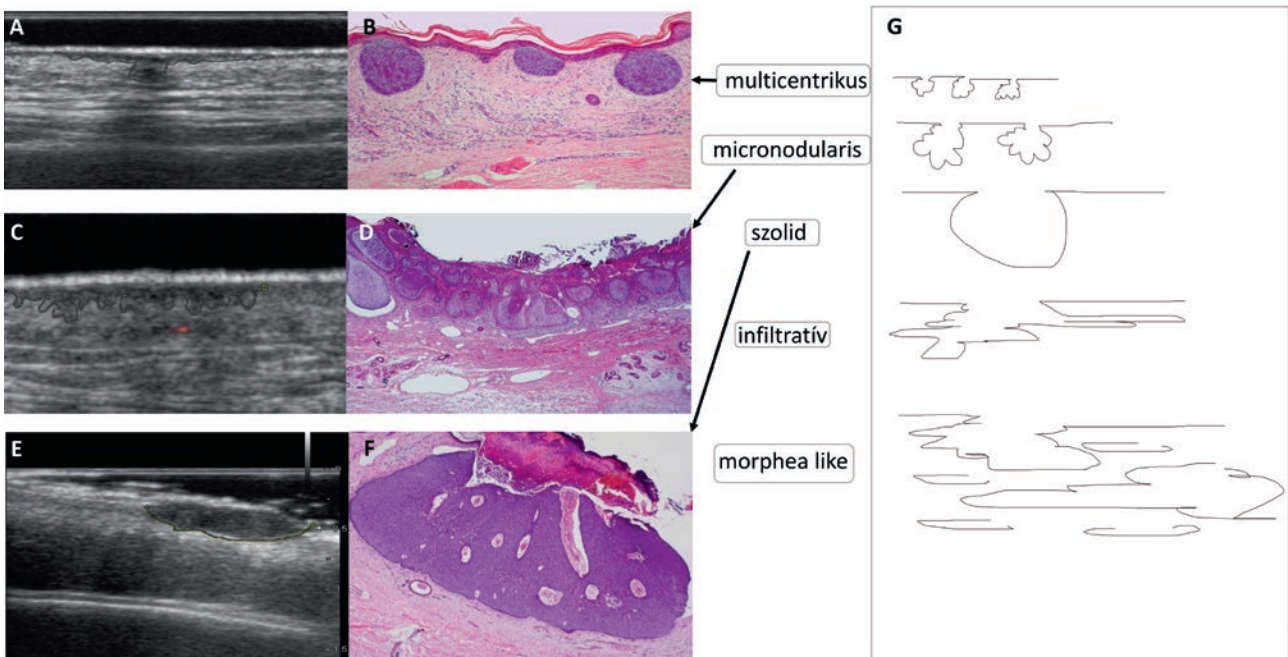 A
B
multicentrikus
micronodularis
C
D
szolid
infiltratív
E
F
morphea like
G